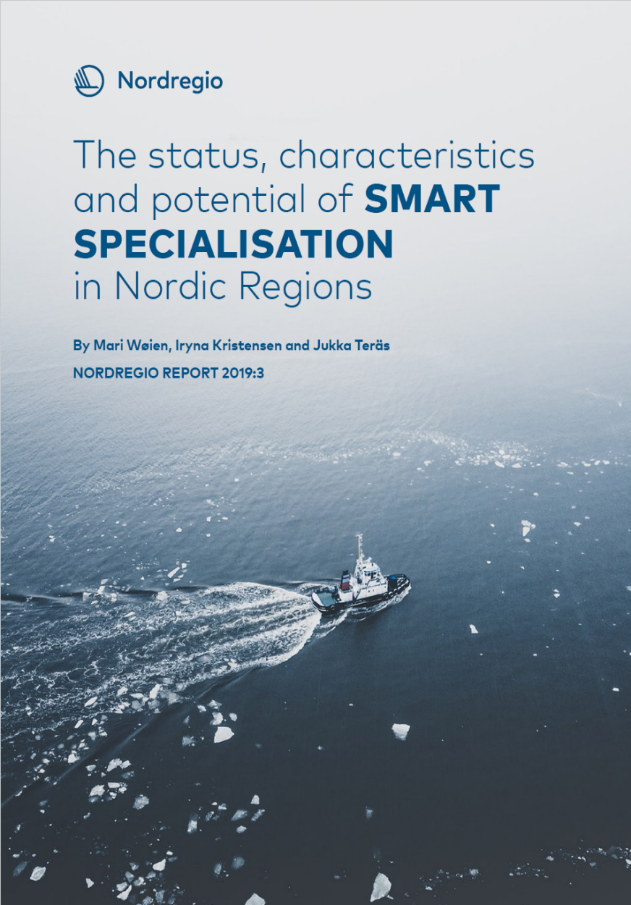 Nordregio
The status, characteristics
and potential of SMART
SPECIALISATION
in Nordic Regions
By Mari Wøien, Iryna Kristensen and Jukka Teräs
NORDREGIO REPORT 2019:3